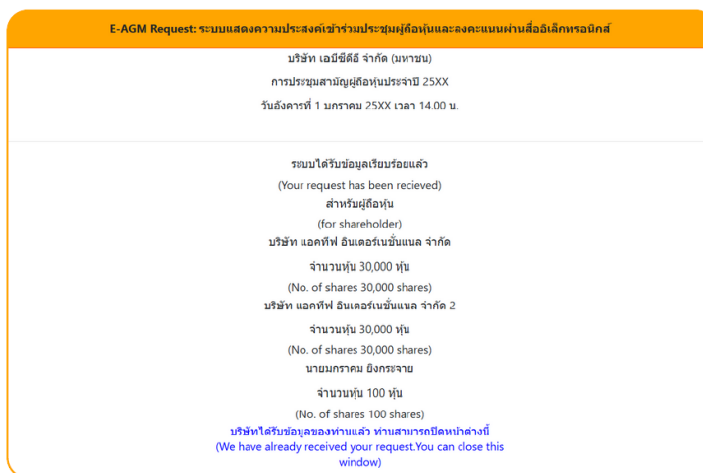 E-AGM Request: ระบบแสดงความประสงค์เข้าร่วมประชุมผู้ถือหุ้นและลงคะแนนผ่านสื่ออิเล็กทรอนิกส์
บริษัท เอบีซีดีอี จำกัด (มหาชน)
การประชุมสามัญผู้ถือหุ้นประจำปี 25XX
วันอังคารที่ 1 มกราคม 25XX เวลา 14.00 น.
ระบบได้รับข้อมูลเรียบร้อยแล้ว
(Your request has been recieved)
สำหรับผู้ถือหุ้น
(for shareholder)
บริษัท แอคทีฟ อินเตอร์เนชั่นแนล จำกัด
จำนวนหุ้น 30,000 หุ้น
(No. of shares 30,000 shares)
บริษัท แอคทีฟ อินเตอร์เนชั่นแนล จำกัด 2
จำนวนหุ้น 30,000 หุ้น
(No. of shares 30,000 shares)
นายมกราคม ยิงกระจาย
จำนวนหุ้น 100 หุ้น
(No. of shares 100 shares)
บริษัทได้รับข้อมูลของท่านแล้ว ท่านสามารถปิดหน้าต่างนี้
(We have already received your request.You can close this
window)